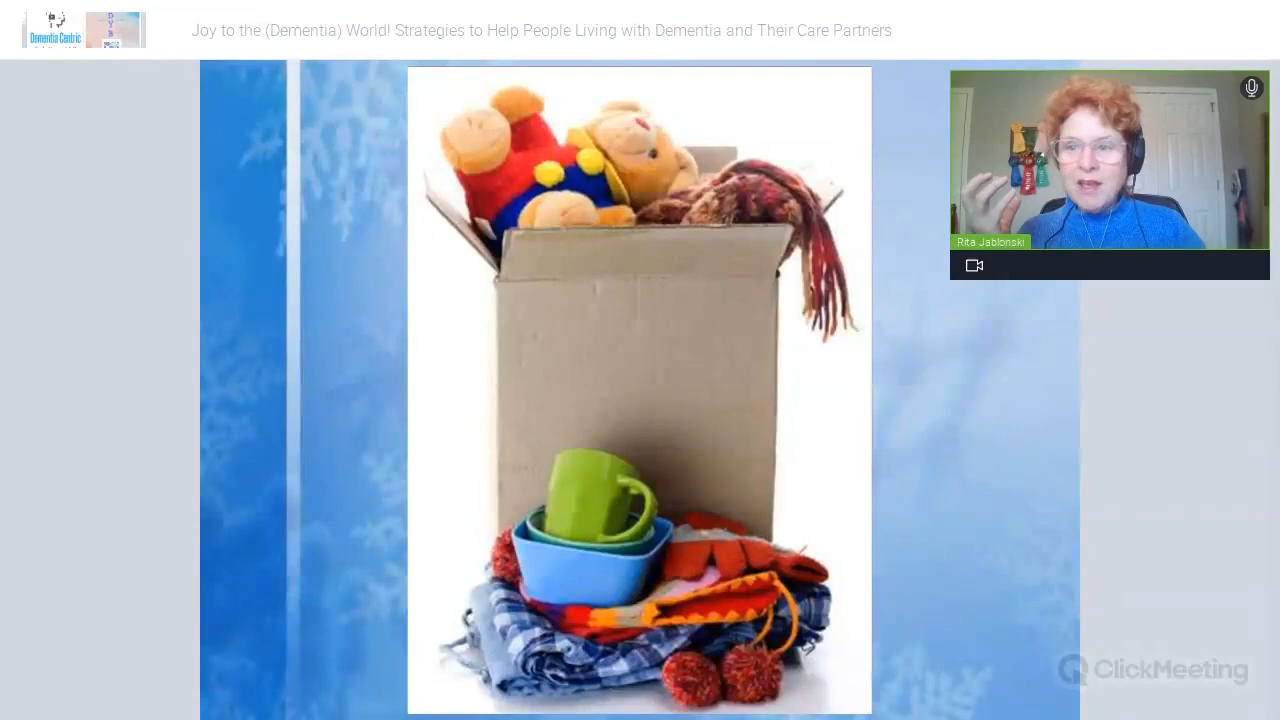 Dementia Centric
Joy to the (Dementia) World! Strategies to Help People Living with Dementia and Their Care Partners
Rita Jablonski
ClickMeeting